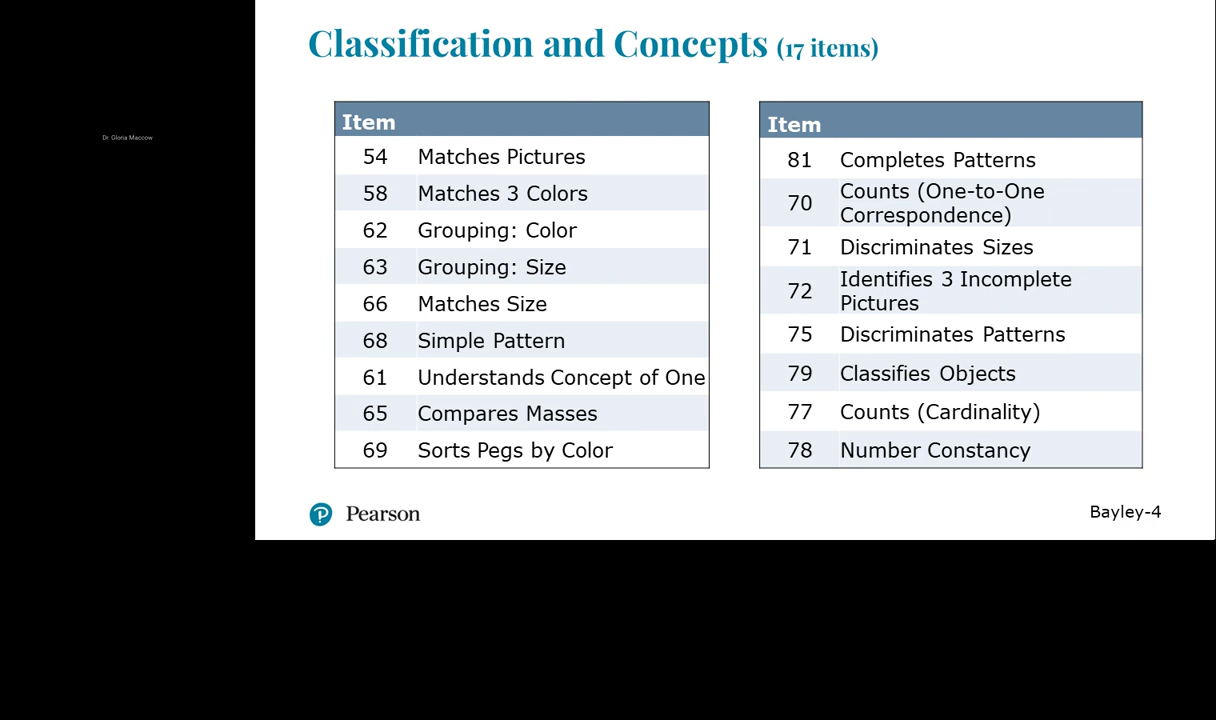 Classification and Concepts (17 items)
Dr. Gloria Maccow
Item
54 Matches Pictures
58 Matches 3 Colors
62 Grouping: Color
63 Grouping: Size
66 Matches Size
68 Simple Pattern
61 Understands Concept of One
65 Compares Masses
69 Sorts Pegs by Color
Item
81 Completes Patterns
70 Counts (One-to-One
Correspondence)
71 Discriminates Sizes
72 Identifies 3 Incomplete
Pictures
75 Discriminates Patterns
79 Classifies Objects
77 Counts (Cardinality)
78 Number Constancy
P Pearson
Bayley-4